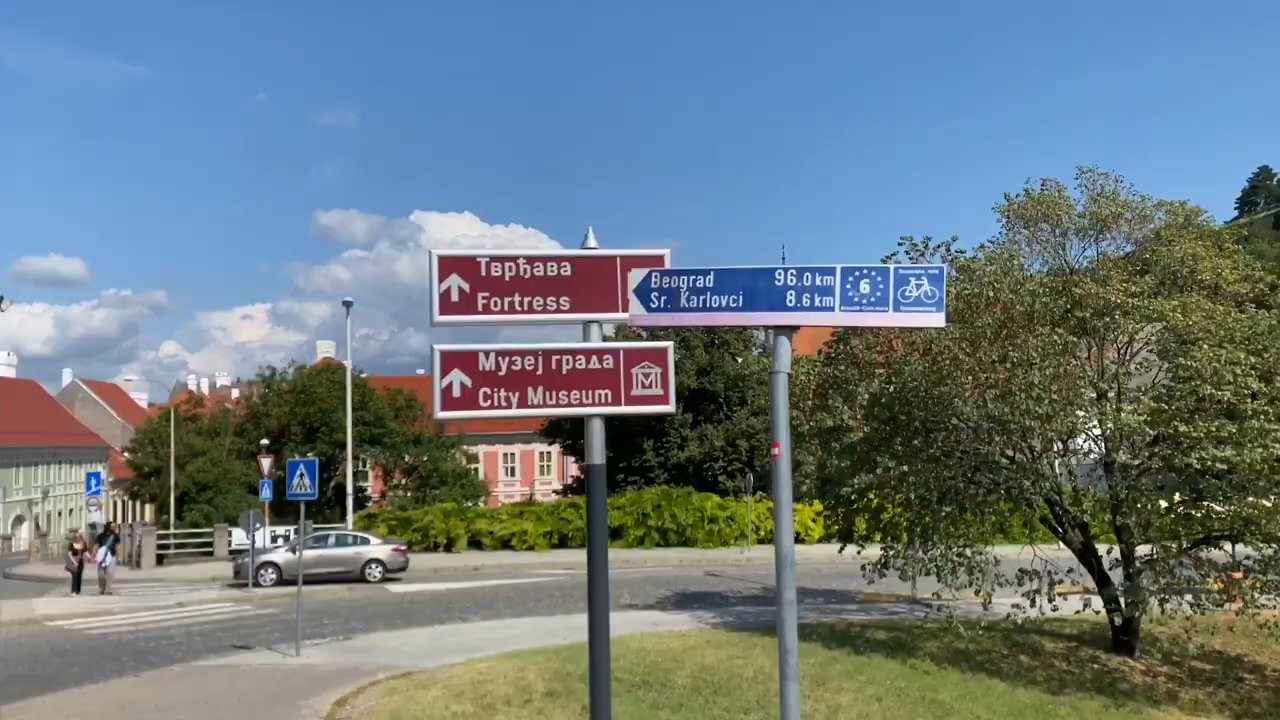 Тврђава
Fortress
Музеј града
City Museum
M
Beograd 96.0 km
Sr. Karlovci 8.6 km
6